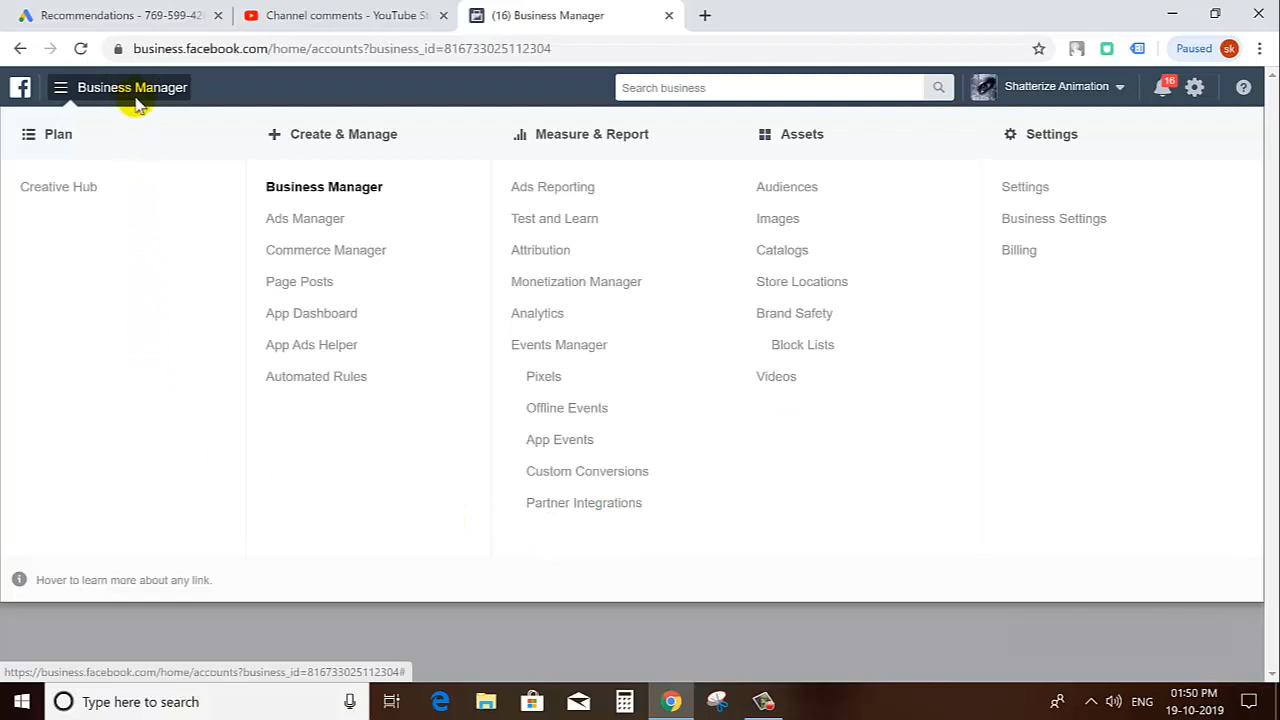 Recommendations - 769-599-42
Channel comments - YouTube St
(16) Business Manager
business.facebook.com/home/accounts?business_id=816733025112304
Paused
sk
Business Manager
Search business
Shatterize Animation
16
Plan
Create & Manage
Measure & Report
Assets
Settings
Creative Hub
Business Manager
Ads Reporting
Audiences
Settings
Ads Manager
Test and Learn
Images
Business Settings
Commerce Manager
Attribution
Catalogs
Billing
Page Posts
Monetization Manager
Store Locations
App Dashboard
Analytics
Brand Safety
App Ads Helper
Events Manager
Block Lists
Automated Rules
Pixels
Videos
Offline Events
App Events
Custom Conversions
Partner Integrations
Hover to learn more about any link.
https://business.facebook.com/home/accounts?business_id=816733025112304#
Type here to search
ENG
01:50 PM
19-10-2019